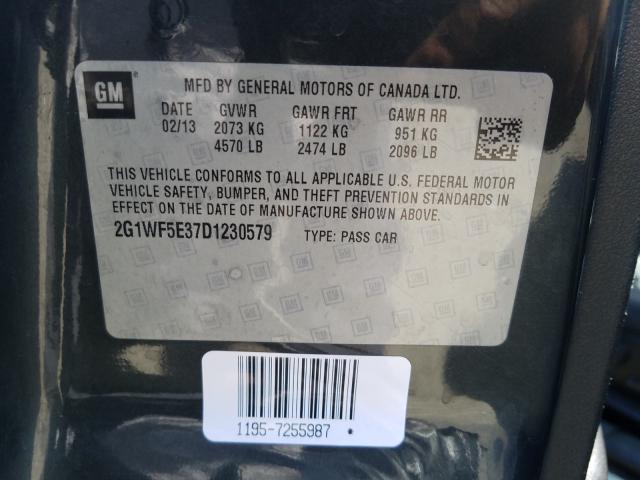 GM
MFD BY GENERAL MOTORS OF CANADA LTD.
DATE GVWR GAWR FRT GAWR RR
02/13 2073 KG 1122 KG 951 KG
4570 LB 2474 LB 2096 LB
THIS VEHICLE CONFORMS TO ALL APPLICABLE U.S. FEDERAL MOTOR
VEHICLE SAFETY, BUMPER, AND THEFT PREVENTION STANDARDS IN
EFFECT ON THE DATE OF MANUFACTURE SHOWN ABOVE
2G1WF5E37D1230579 TYPE: PASS CAR
1195-7255987